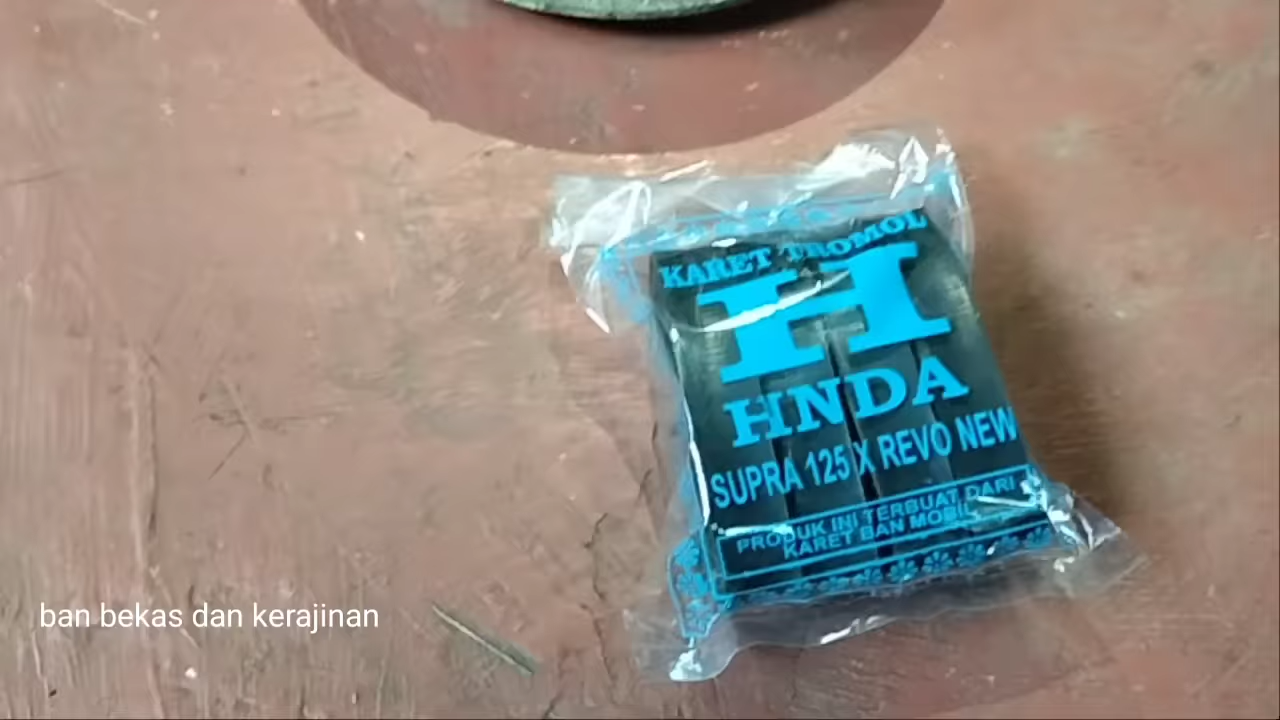 KARET TROMOL
H
HNDA
SUPRA 125 X REVO NEW
PRODUK INI TERBUAT DARI
KARET BAN MOBIL
ban bekas dan kerajinan